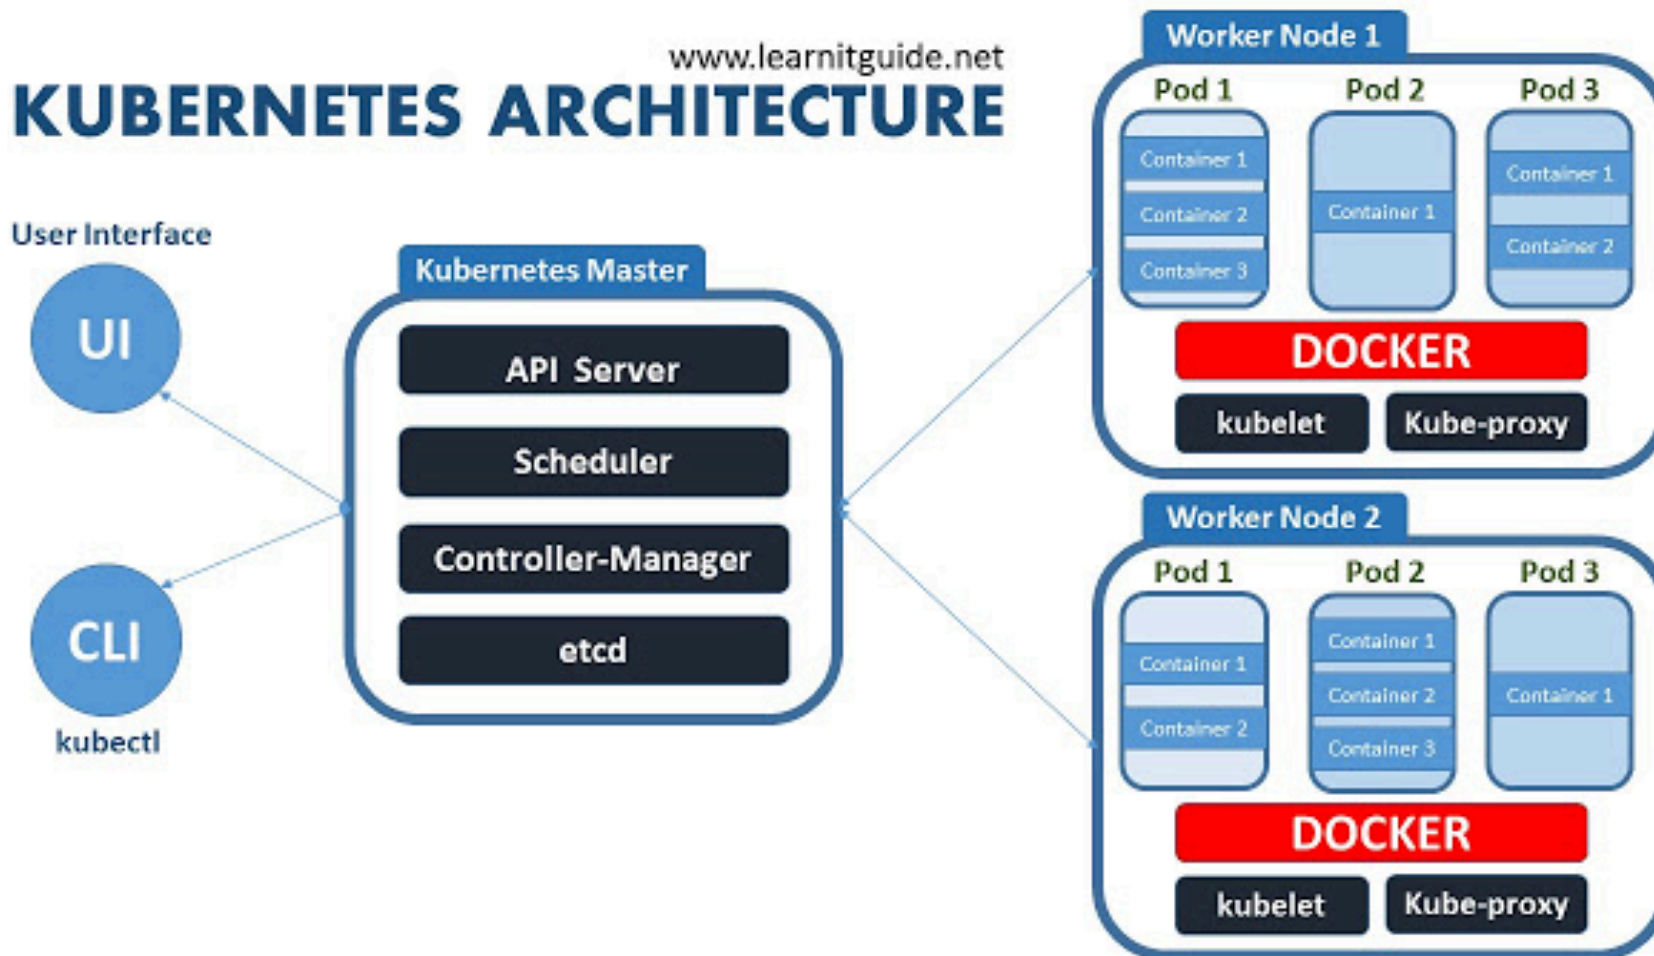 www.learnitguide.net
KUBERNETES ARCHITECTURE
User Interface
UI
CLI
kubectl
Kubernetes Master
API Server
Scheduler
Controller-Manager
etcd
Worker Node 1
Pod 1 Pod 2 Pod 3
Container 1
Container 2
Container 3
Container 1
Container 1
Container 2
DOCKER
kubelet Kube-proxy
Worker Node 2
Pod 1 Pod 2 Pod 3
Container 1
Container 2
Container 1
Container 2
Container 3
Container 1
DOCKER
kubelet Kube-proxy